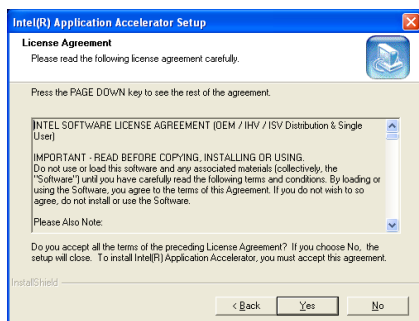 Intel(R) Application Accelerator Setup
License Agreement
Please read the following license agreement carefully.
Press the PAGE DOWN key to see the rest of the agreement.
INTEL SOFTWARE LICENSE AGREEMENT (OEM / IHV / ISV Distribution & Single
User)
IMPORTANT - READ BEFORE COPYING, INSTALLING OR USING.
Do not use or load this software and any associated materials (collectively, the
"Software") until you have carefully read the following terms and conditions. By loading or
using the Software, you agree to the terms of this Agreement. If you do not wish to so
agree, do not install or use the Software.
Please Also Note:
Do you accept all the terms of the preceding License Agreement? If you choose No, the
setup will close. To install Intel(R) Application Accelerator, you must accept this agreement.
InstallShield
< Back Yes No